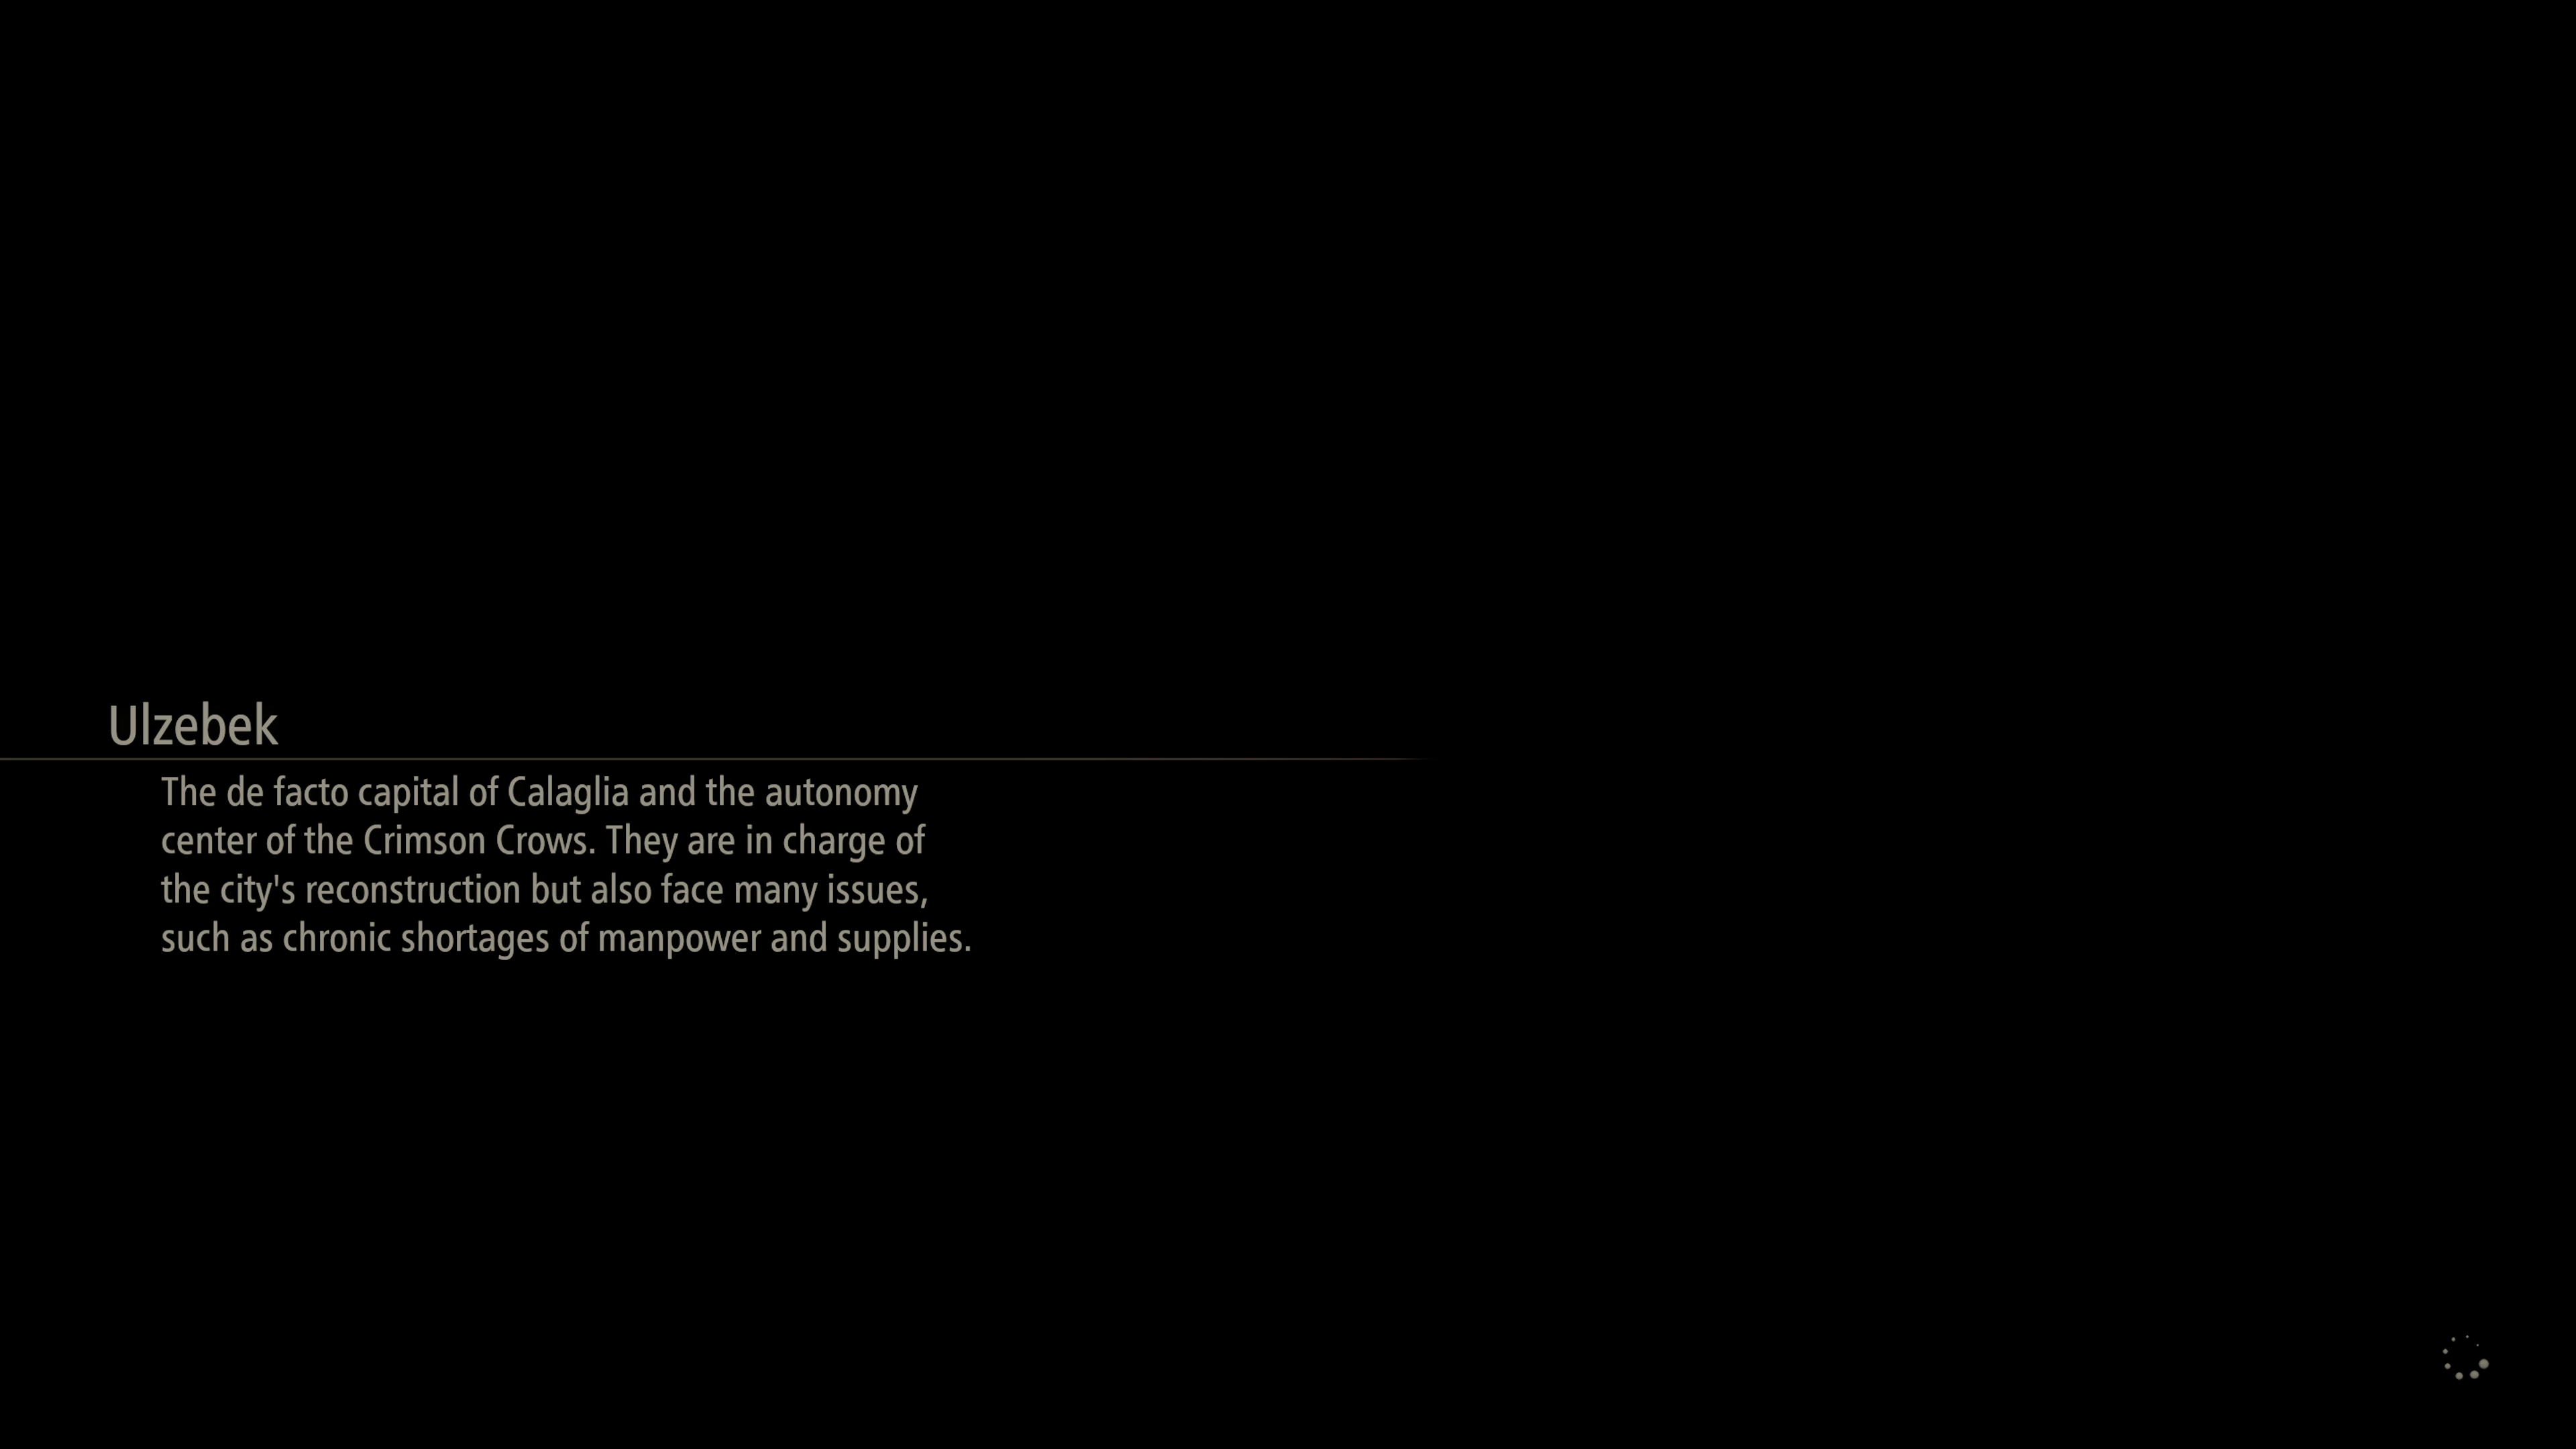 Ulzebek
The de facto capital of Calaglia and the autonomy
center of the Crimson Crows. They are in charge of
the city's reconstruction but also face many issues,
such as chronic shortages of manpower and supplies.